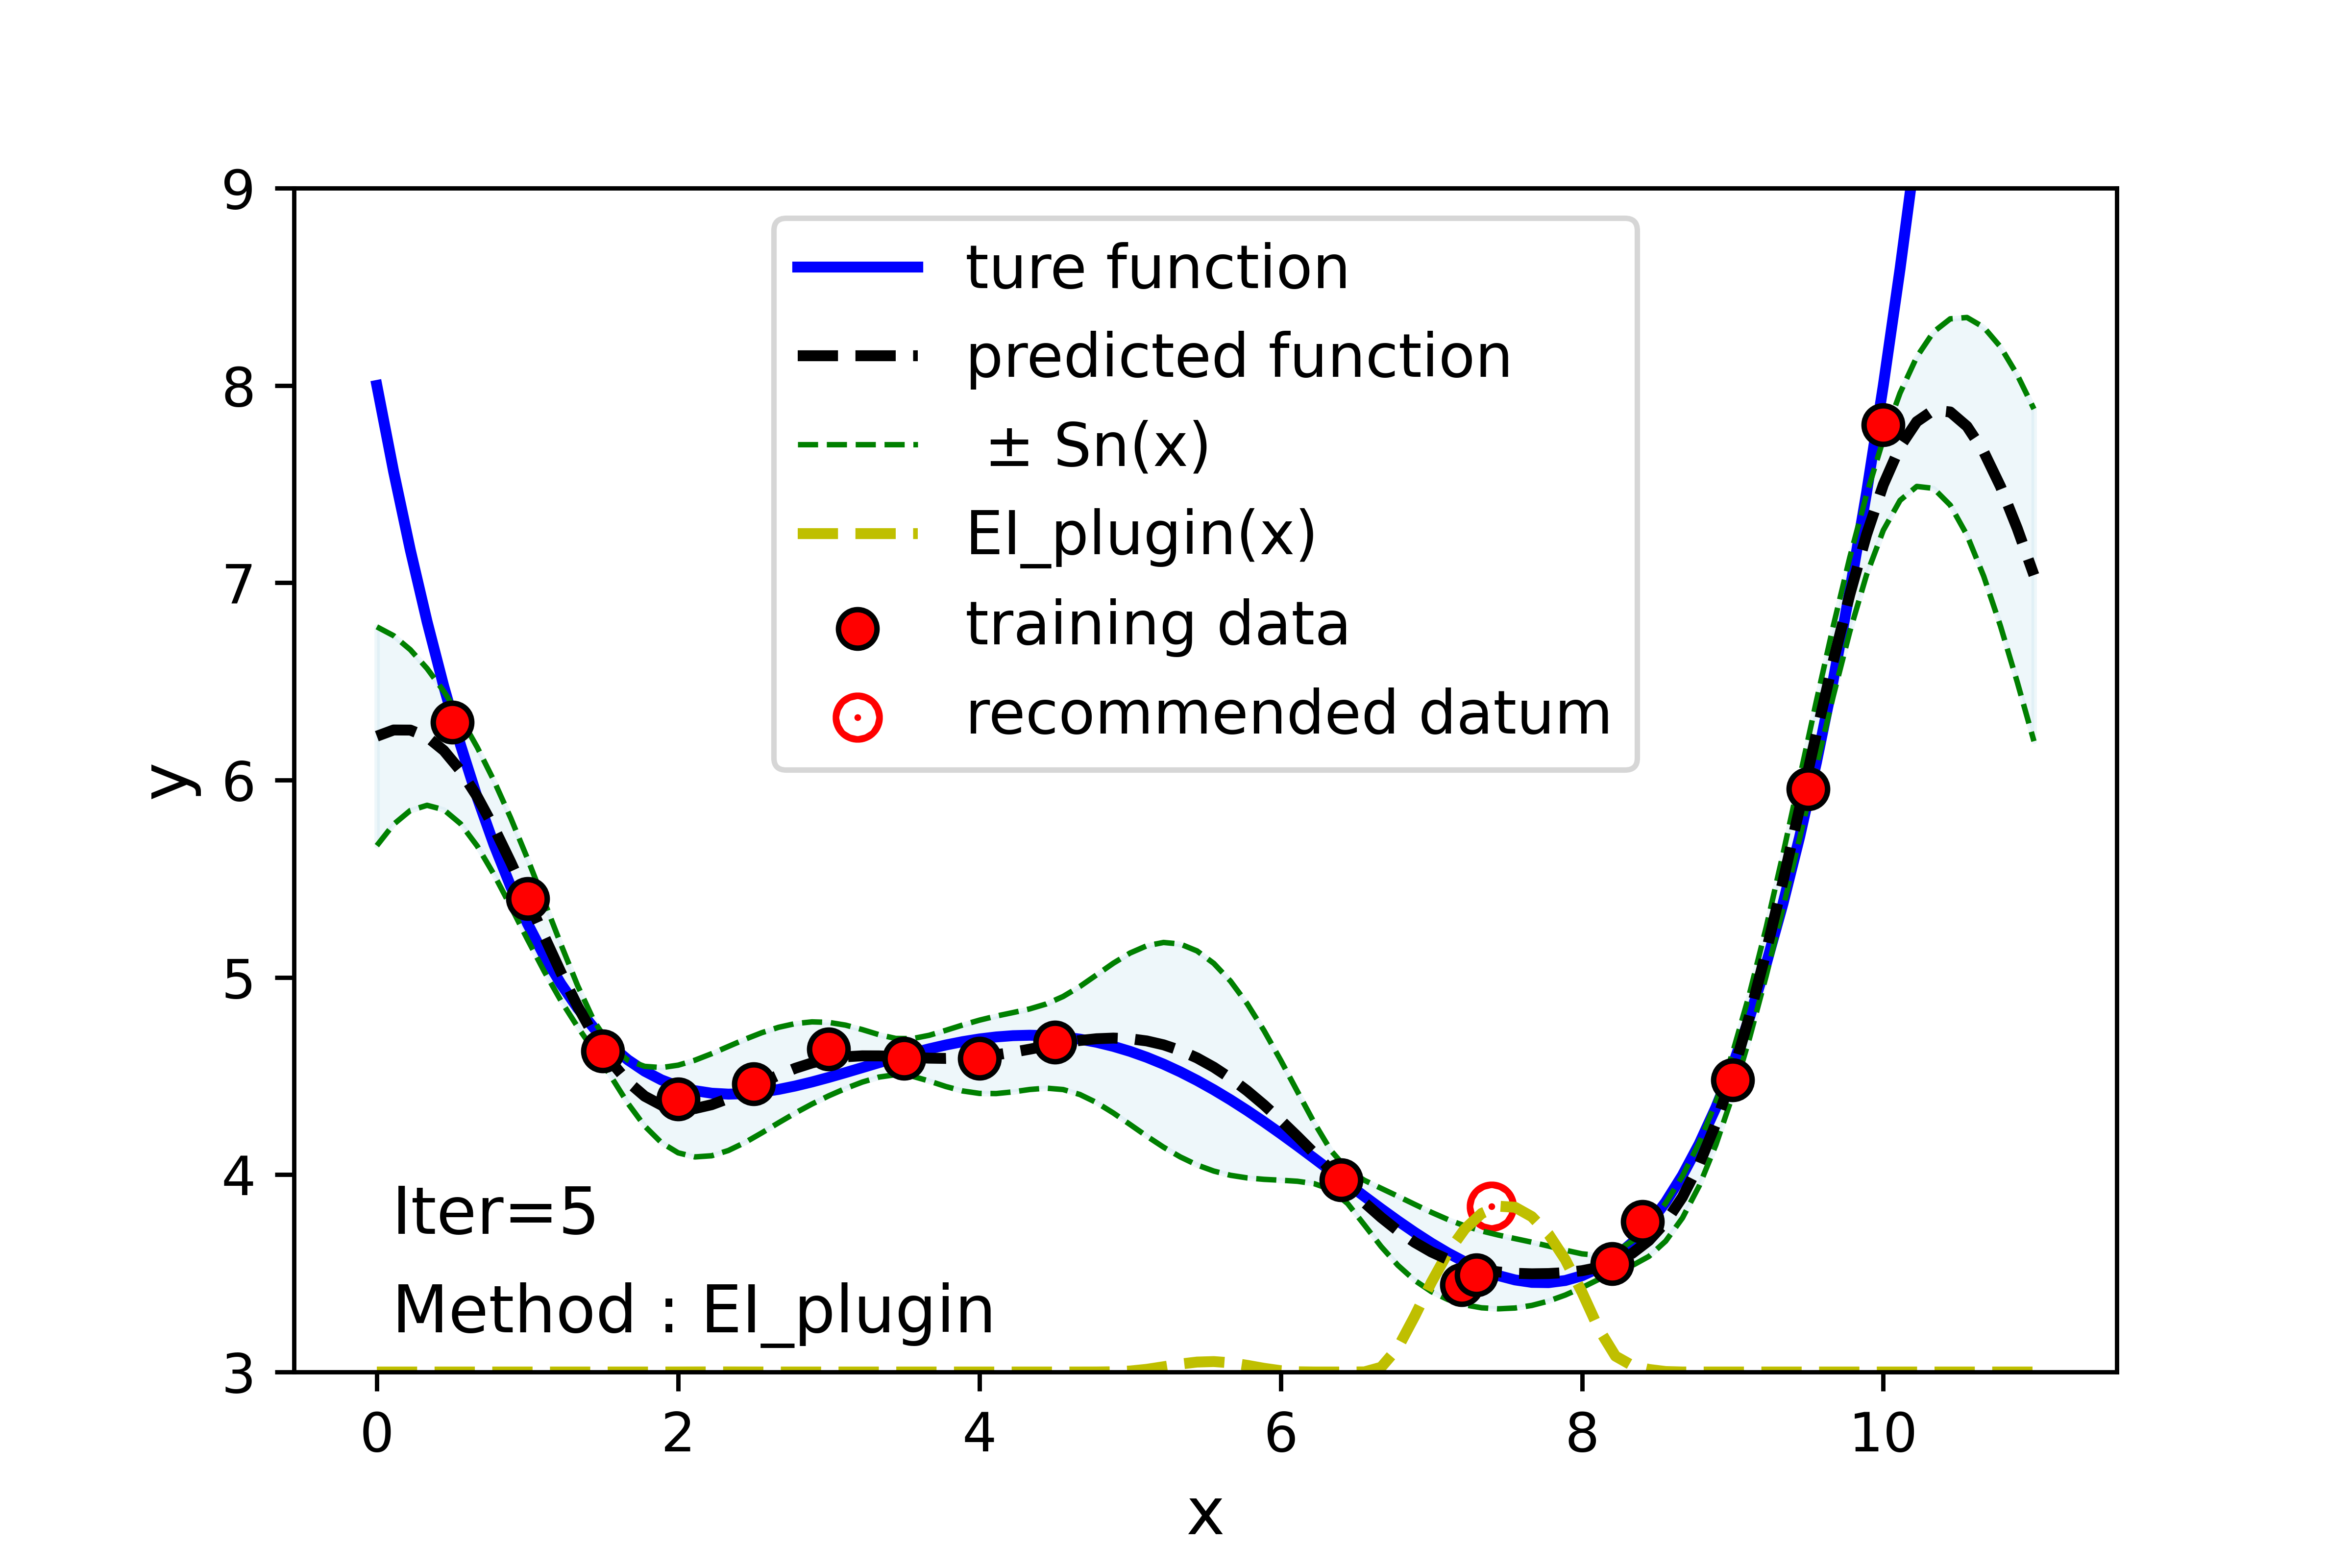 9
8
7
6
5
4
3
y
ture function
predicted function
± Sn(x)
EI_plugin(x)
training data
recommended datum
Iter=5
Method : EI_plugin
0 2 4 6 8 10
x